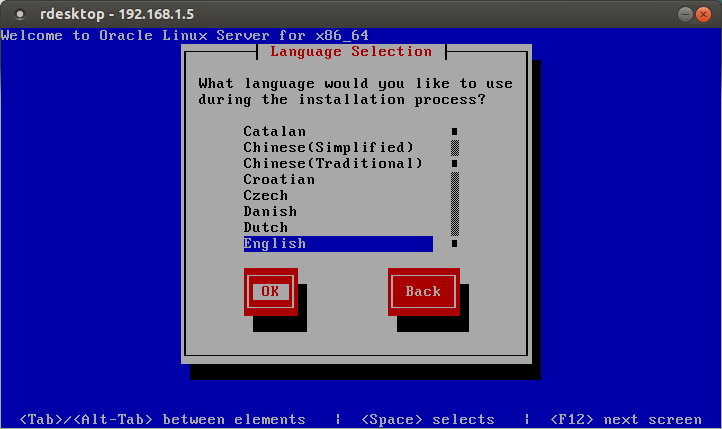 rdesktop - 192.168.1.5
Welcome to Oracle Linux Server for x86_64
Language Selection
What language would you like to use
during the installation process?
Catalan
Chinese(Simplified)
Chinese(Traditional)
Croatian
Czech
Danish
Dutch
English
OK Back
<Tab>/<Alt-Tab> between elements | <Space> selects | <F12> next screen